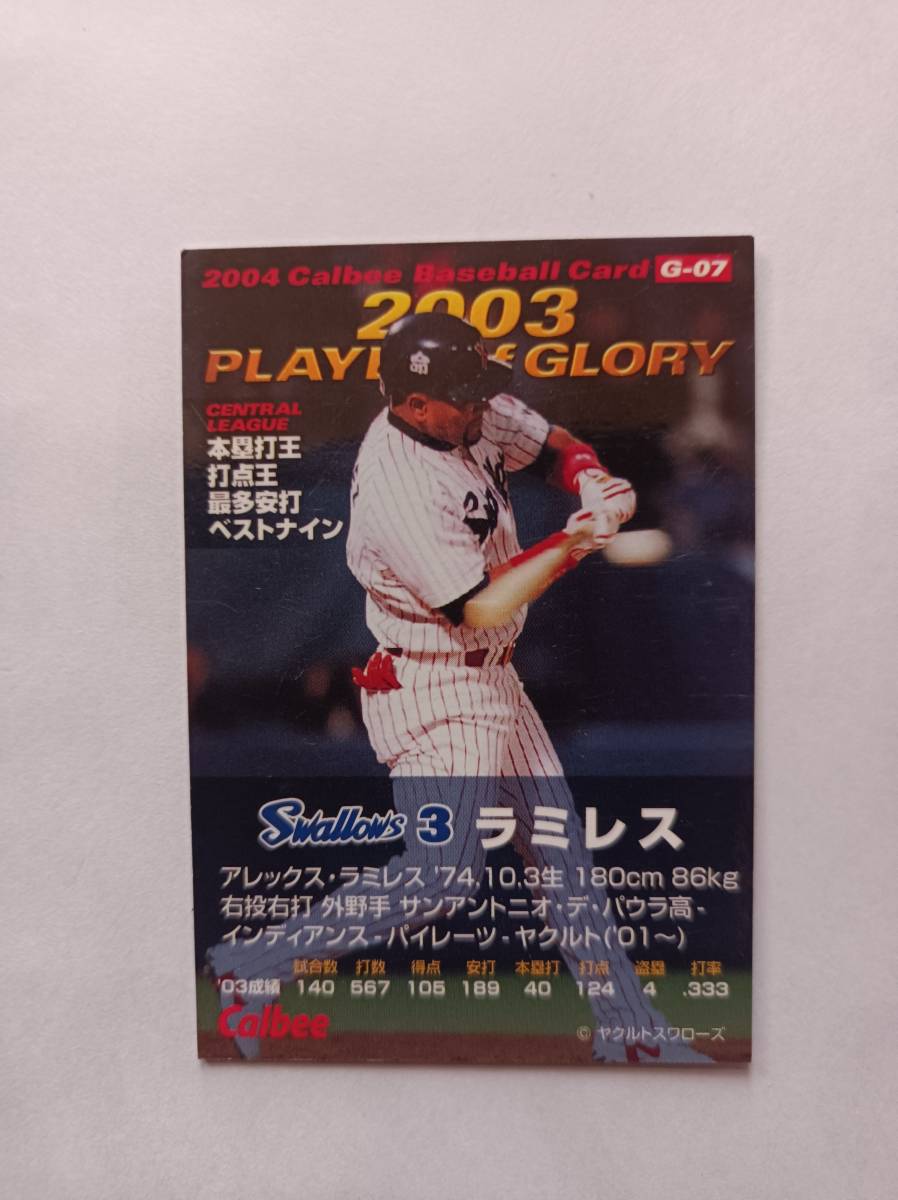 2004 Calbee Baseball Card G-07
2003
PLAY f GLORY
CENTRAL
LEAGUE
本塁打王
打点王
最多安打
ベストナイン
Swallows 3 ラミレス
アレックス・ラミレス '74.10.3生 180cm 86kg
右投右打 外野手 サンアントニオ・デ・パウラ高-
インディアンス-パイレーツ-ヤクルト('01～)
試合数 打数 得点 安打 本塁打 打点 盗塁 打率
'03成績 140 567 105 189 40 124 4 .333
Calbee
© ヤクルトスワローズ